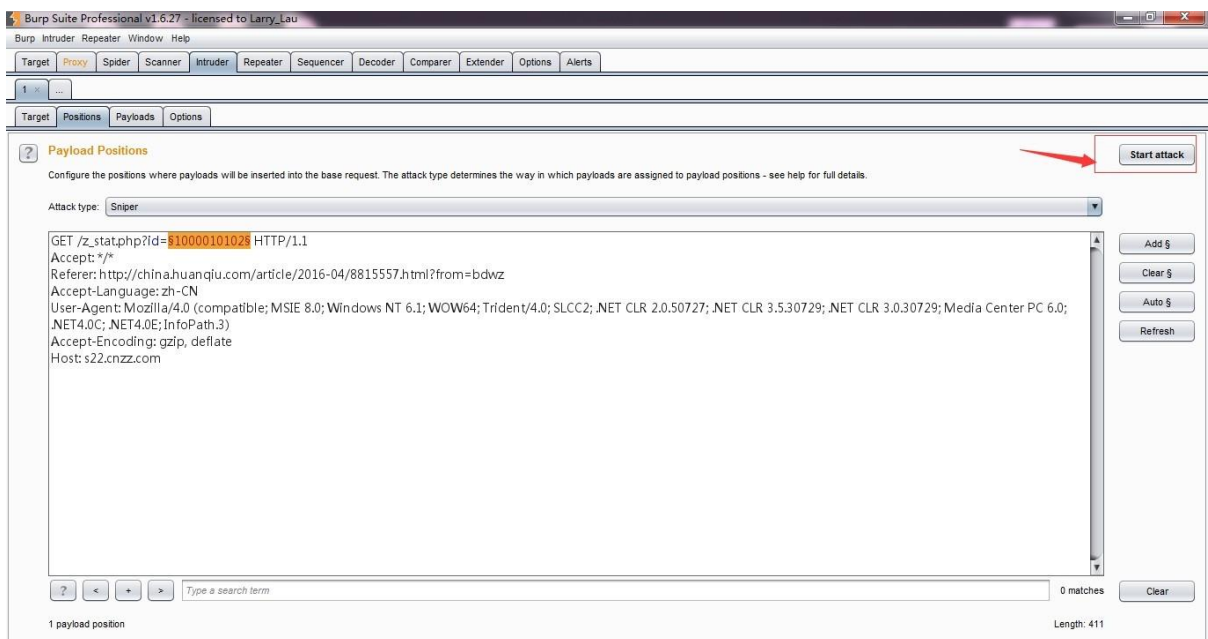 Burp Suite Professional v1.6.27 - licensed to Larry_Lau
Burp Intruder Repeater Window Help
Target Proxy Spider Scanner Intruder Repeater Sequencer Decoder Comparer Extender Options Alerts
1 × ...
Target Positions Payloads Options
? Payload Positions
Start attack
Configure the positions where payloads will be inserted into the base request. The attack type determines the way in which payloads are assigned to payload positions - see help for full details.
Attack type: Sniper
GET /z_stat.php?id=§1000010102§ HTTP/1.1
Accept: */*
Referer: http://china.huanqiu.com/article/2016-04/8815557.html?from=bdwz
Accept-Language: zh-CN
User-Agent: Mozilla/4.0 (compatible; MSIE 8.0; Windows NT 6.1; WOW64; Trident/4.0; SLCC2; .NET CLR 2.0.50727; .NET CLR 3.5.30729; .NET CLR 3.0.30729; Media Center PC 6.0;
.NET4.0C; .NET4.0E; InfoPath.3)
Accept-Encoding: gzip, deflate
Host: s22.cnzz.com
Add §
Clear §
Auto §
Refresh
? < + > Type a search term 0 matches Clear
1 payload position Length: 411